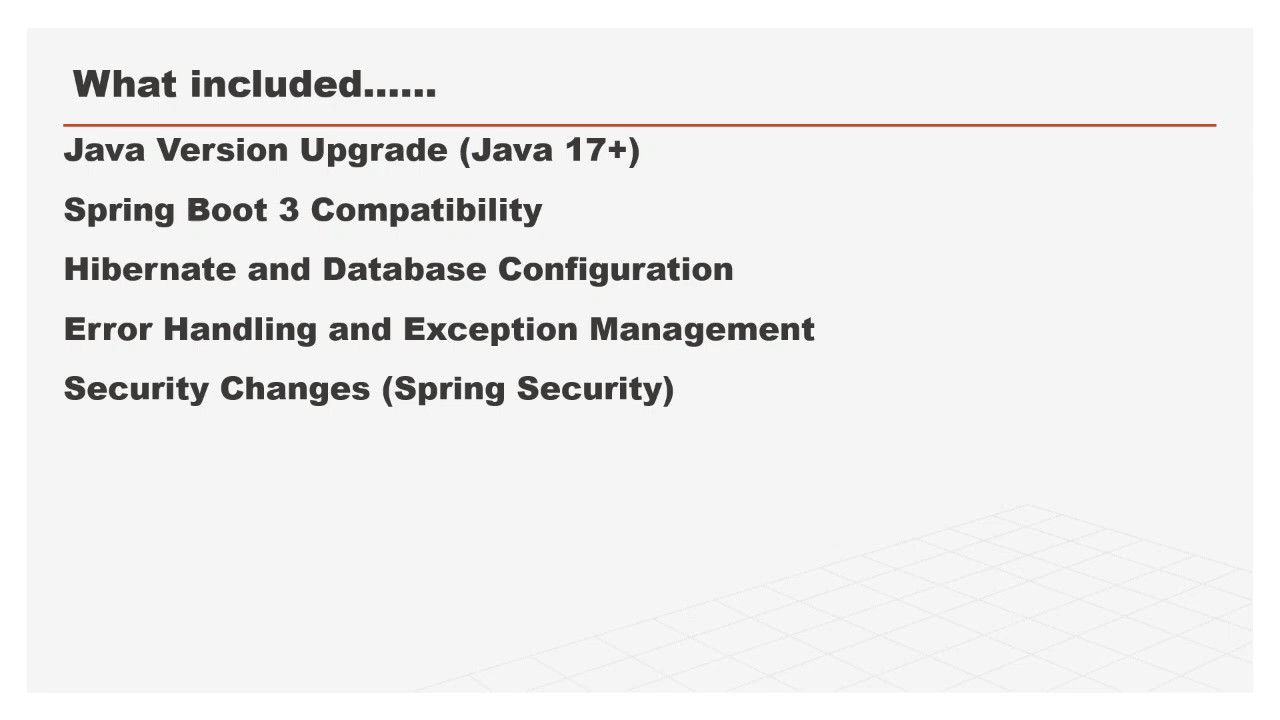 What included......
Java Version Upgrade (Java 17+)
Spring Boot 3 Compatibility
Hibernate and Database Configuration
Error Handling and Exception Management
Security Changes (Spring Security)